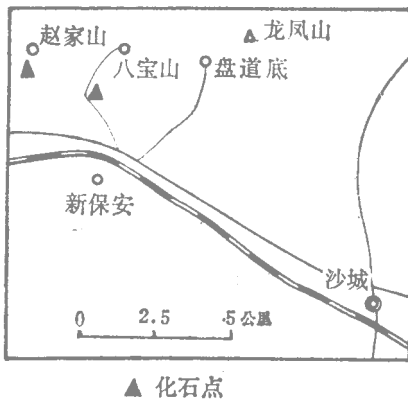 赵家山
八宝山
盘道底
龙凤山
新保安
沙城
0 2.5 5公里
▲ 化石点